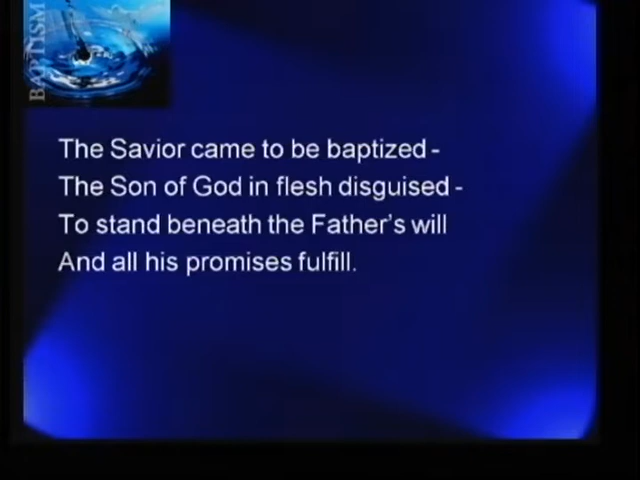 BAPTISM
The Savior came to be baptized -
The Son of God in flesh disguised -
To stand beneath the Father's will
And all his promises fulfill.